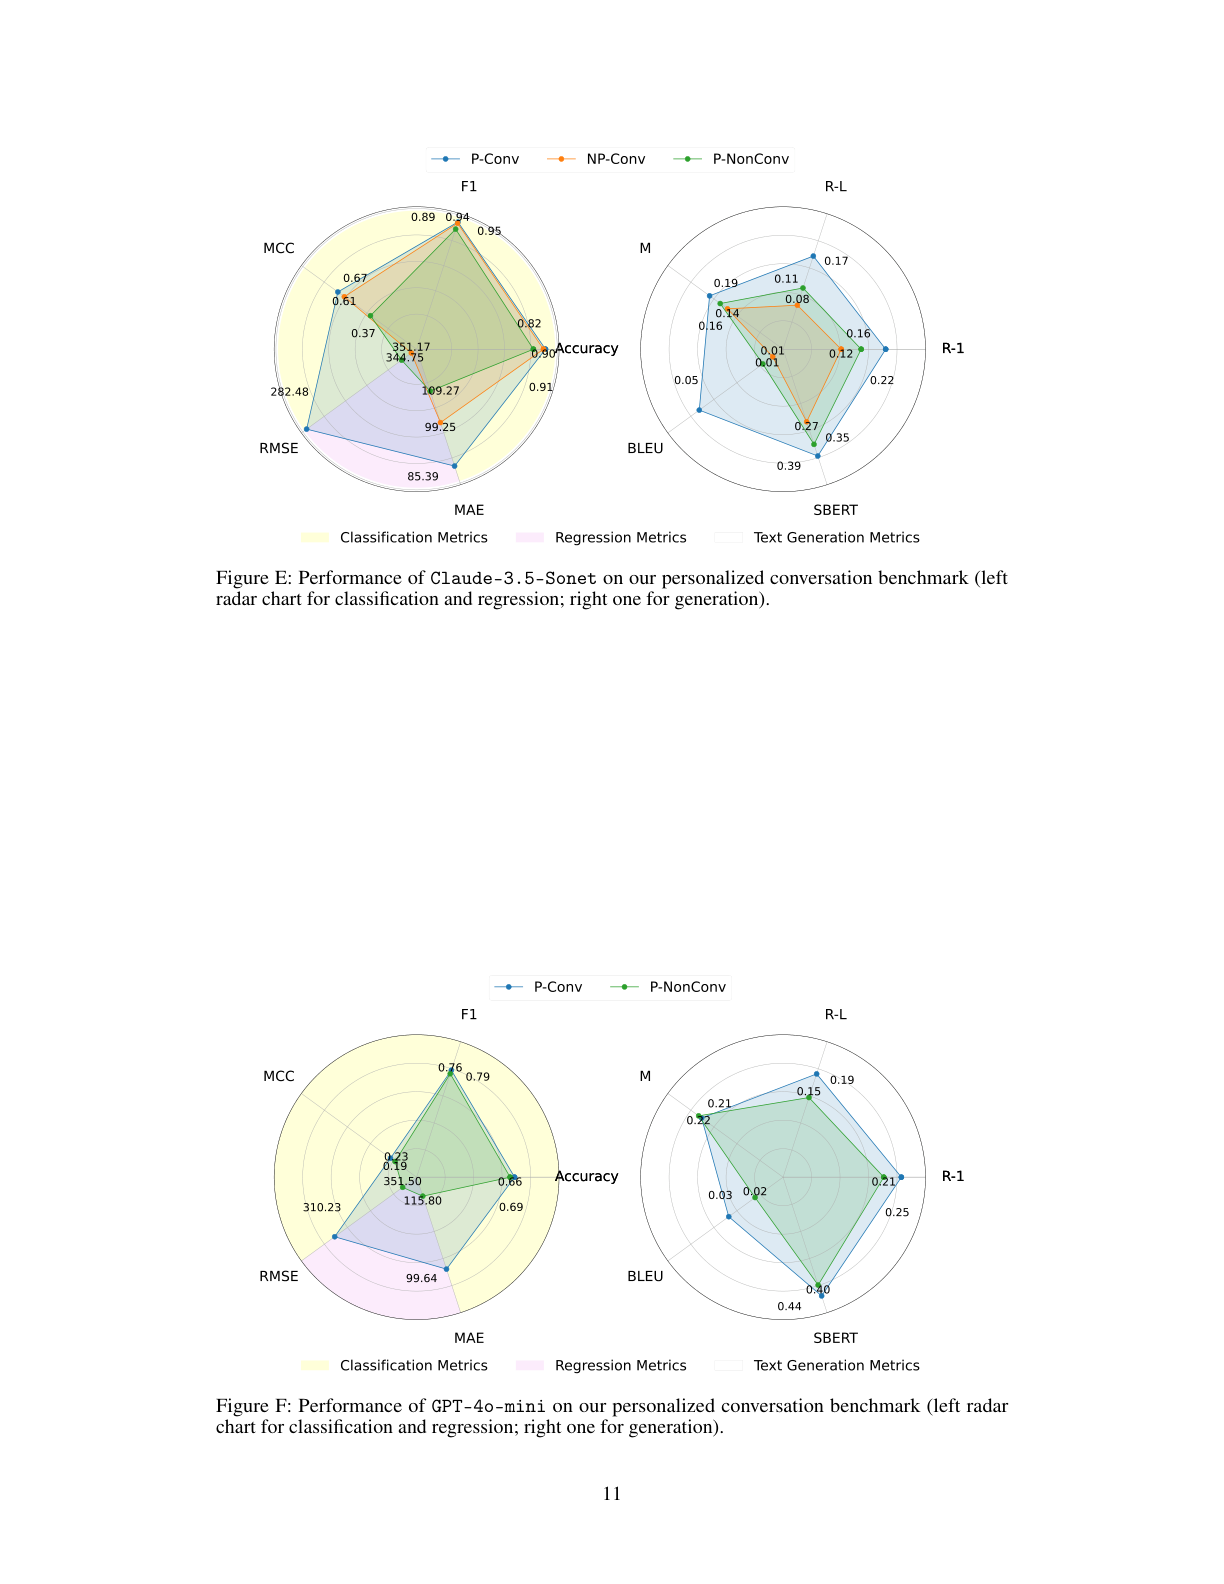 P-Conv NP-Conv P-NonConv
F1
R-L
MCC
M
0.89 0.94
0.95
0.67
0.61
0.37
0.82
0.90
Accuracy
0.91
351.17
344.75
109.27
99.25
282.48
85.39
RMSE
MAE
0.17
0.11
0.19
0.08
0.14
0.16
0.16
0.12
R-1
0.22
0.01
0.01
0.05
0.27
0.35
0.39
BLEU
SBERT
Classification Metrics Regression Metrics Text Generation Metrics
Figure E: Performance of Claude-3.5-Sonet on our personalized conversation benchmark (left
radar chart for classification and regression; right one for generation).
P-Conv P-NonConv
F1
R-L
MCC
M
0.76
0.79
0.23
0.19
351.50
115.80
0.66
Accuracy
0.69
310.23
99.64
RMSE
MAE
0.19
0.15
0.21
0.22
0.21
R-1
0.25
0.02
0.03
0.40
0.44
BLEU
SBERT
Classification Metrics Regression Metrics Text Generation Metrics
Figure F: Performance of GPT-4o-mini on our personalized conversation benchmark (left radar
chart for classification and regression; right one for generation).
11